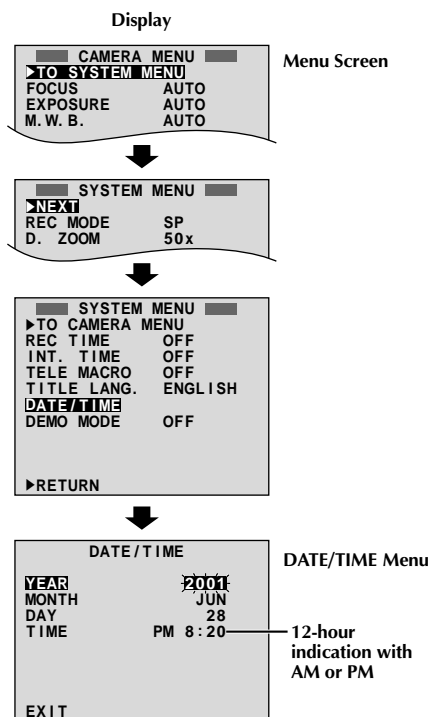 Display
CAMERA MENU
▶TO SYSTEM MENU
FOCUS AUTO
EXPOSURE AUTO
M.W.B. AUTO
Menu Screen
SYSTEM MENU
▶NEXT
REC MODE SP
D. ZOOM 50x
SYSTEM MENU
▶TO CAMERA MENU
REC TIME OFF
INT. TIME OFF
TELE MACRO OFF
TITLE LANG. ENGLISH
DATE/TIME
DEMO MODE OFF
▶RETURN
DATE/TIME
YEAR 2001
MONTH JUN
DAY 28
TIME PM 8:20
EXIT
DATE/TIME Menu
12-hour
indication with
AM or PM